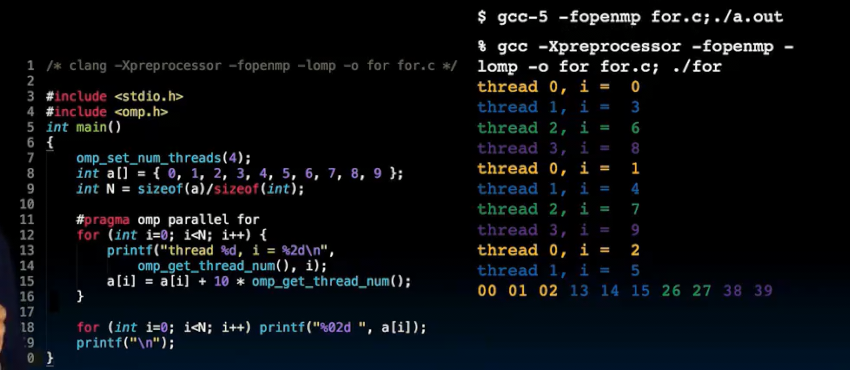 1 /* clang -Xpreprocessor -fopenmp -lomp -o for for.c */
2
3 #include <stdio.h>
4 #include <omp.h>
5 int main()
6 {
7     omp_set_num_threads(4);
8     int a[] = { 0, 1, 2, 3, 4, 5, 6, 7, 8, 9 };
9     int N = sizeof(a)/sizeof(int);
10
11     #pragma omp parallel for
12     for (int i=0; i<N; i++) {
13         printf("thread %d, i = %2d\n",
14             omp_get_thread_num(), i);
15         a[i] = a[i] + 10 * omp_get_thread_num();
16     }
17
18     for (int i=0; i<N; i++) printf("%02d ", a[i]);
9     printf("\n");
0 }
$ gcc-5 -fopenmp for.c;./a.out
% gcc -Xpreprocessor -fopenmp -
lomp -o for for.c; ./for
thread 0, i =  0
thread 1, i =  3
thread 2, i =  6
thread 3, i =  8
thread 0, i =  1
thread 1, i =  4
thread 2, i =  7
thread 3, i =  9
thread 0, i =  2
thread 1, i =  5
00 01 02 13 14 15 26 27 38 39